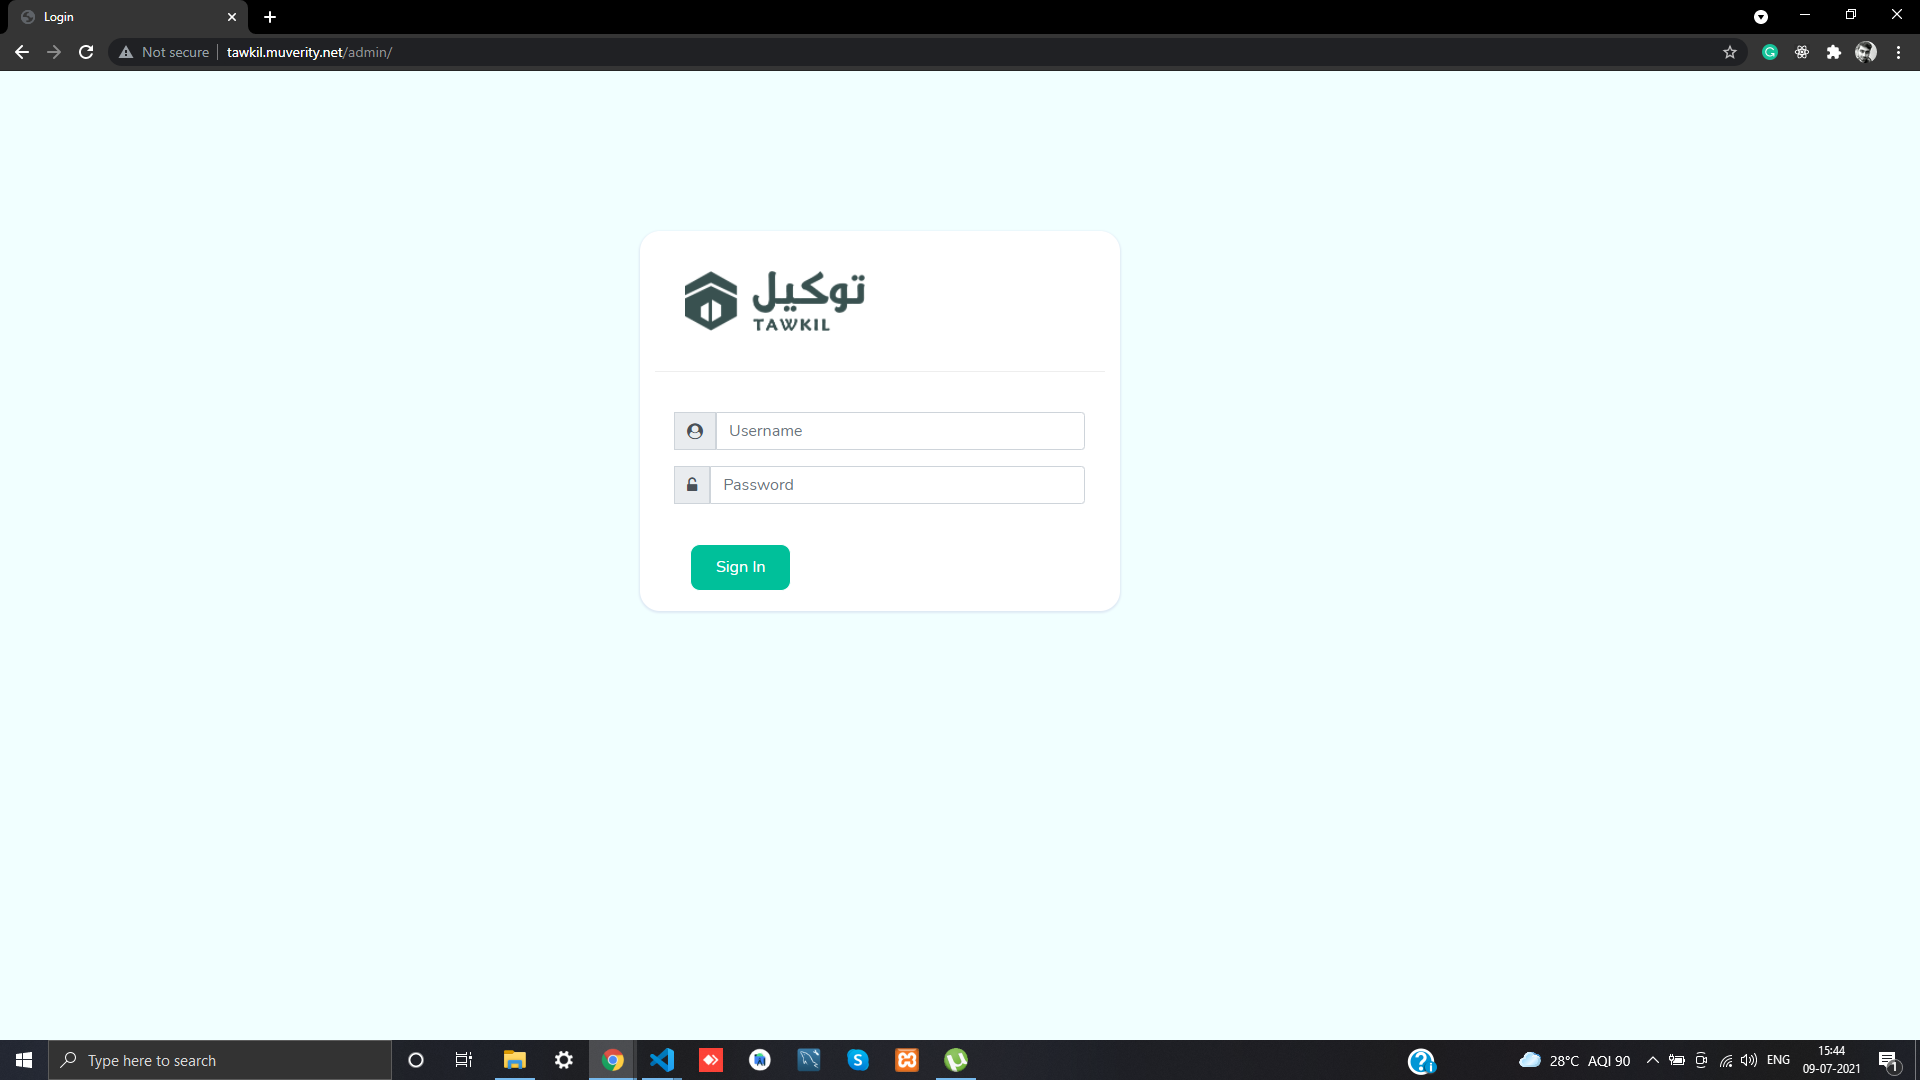 Login
Not secure
tawkil.muverity.net/admin/
توكيل
TAWKIL
Username
Password
Sign In
Type here to search
28°C AQI 90
ENG
15:44
09-07-2021
1